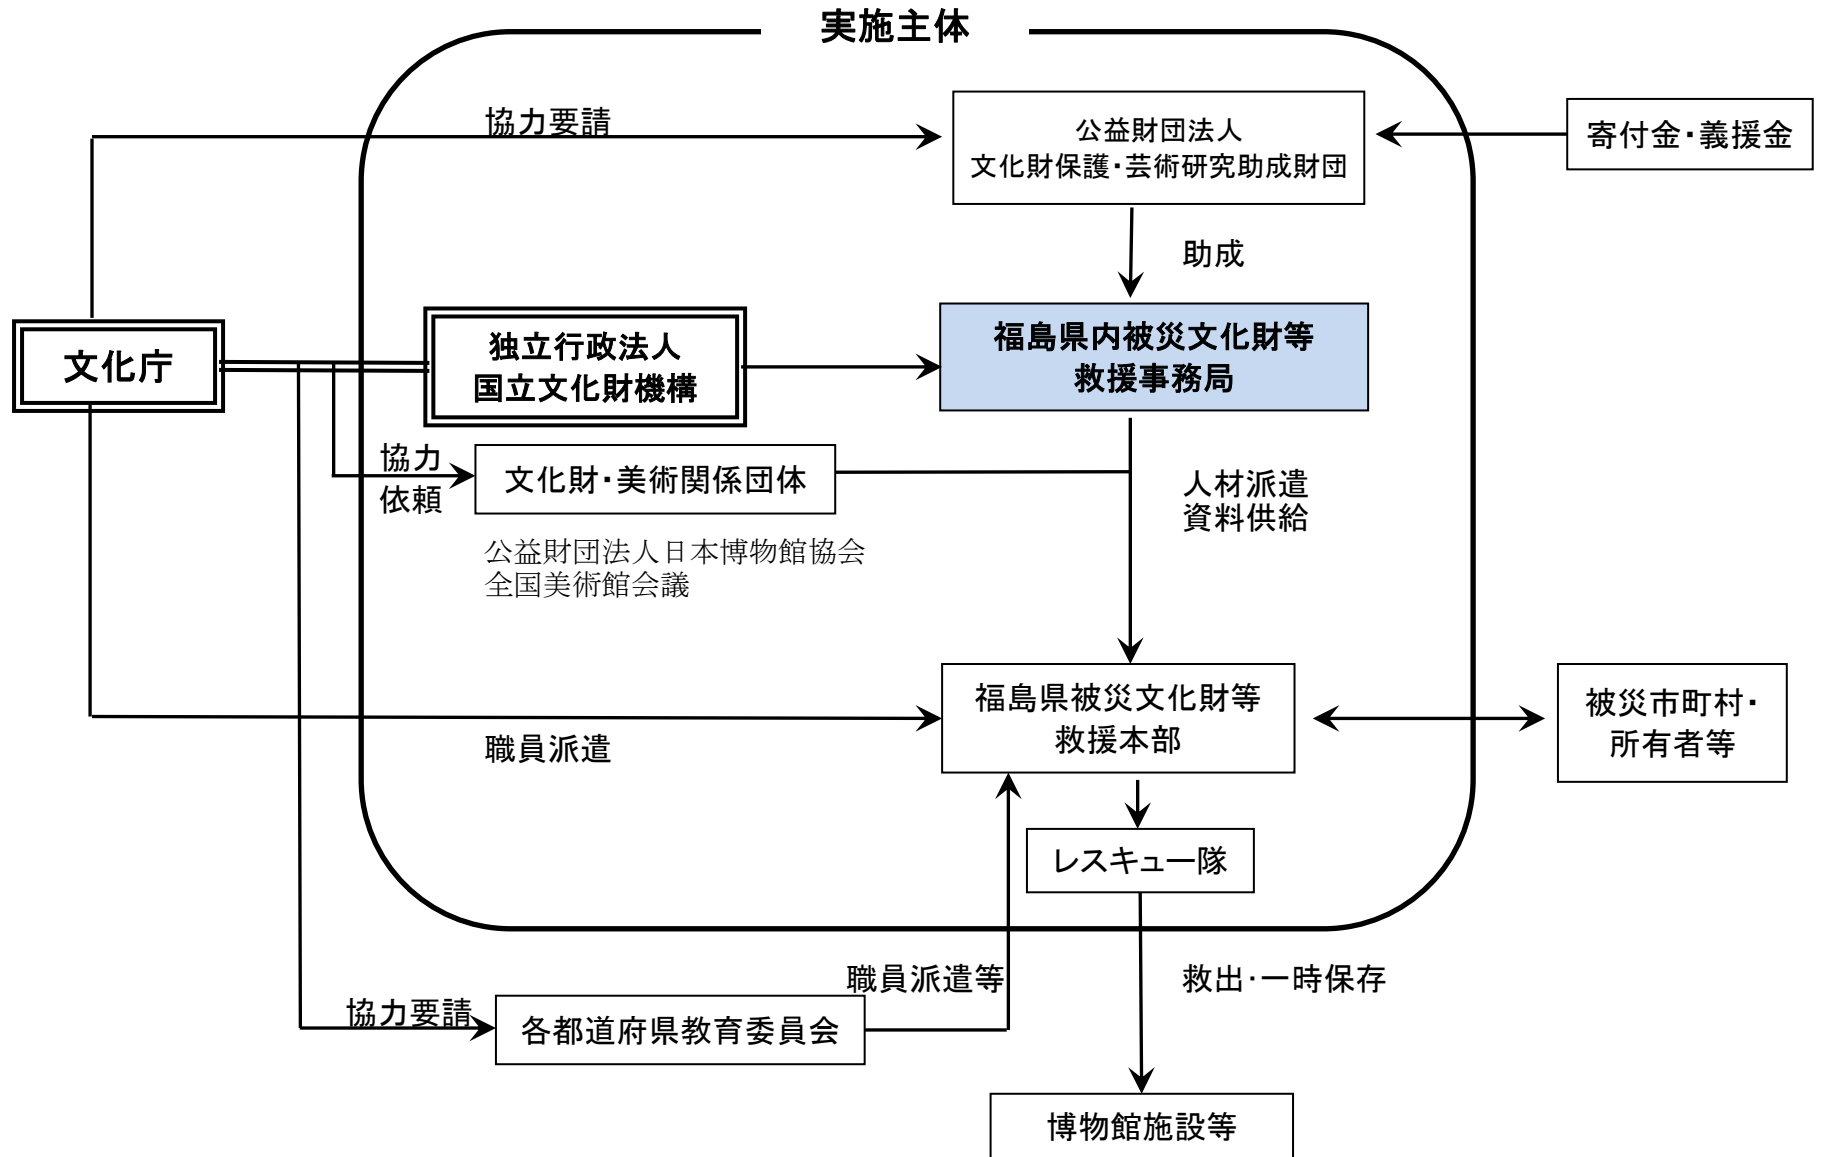 実施主体
協力要請
公益財団法人
文化財保護・芸術研究助成財団
寄付金・義援金
助成
文化庁
独立行政法人
国立文化財機構
福島県内被災文化財等
救援事務局
協力
依頼
文化財・美術関係団体
人材派遣
資料供給
公益財団法人日本博物館協会
全国美術館会議
福島県被災文化財等
救援本部
被災市町村・
所有者等
職員派遣
レスキュー隊
職員派遣等
救出・一時保存
協力要請
各都道府県教育委員会
博物館施設等